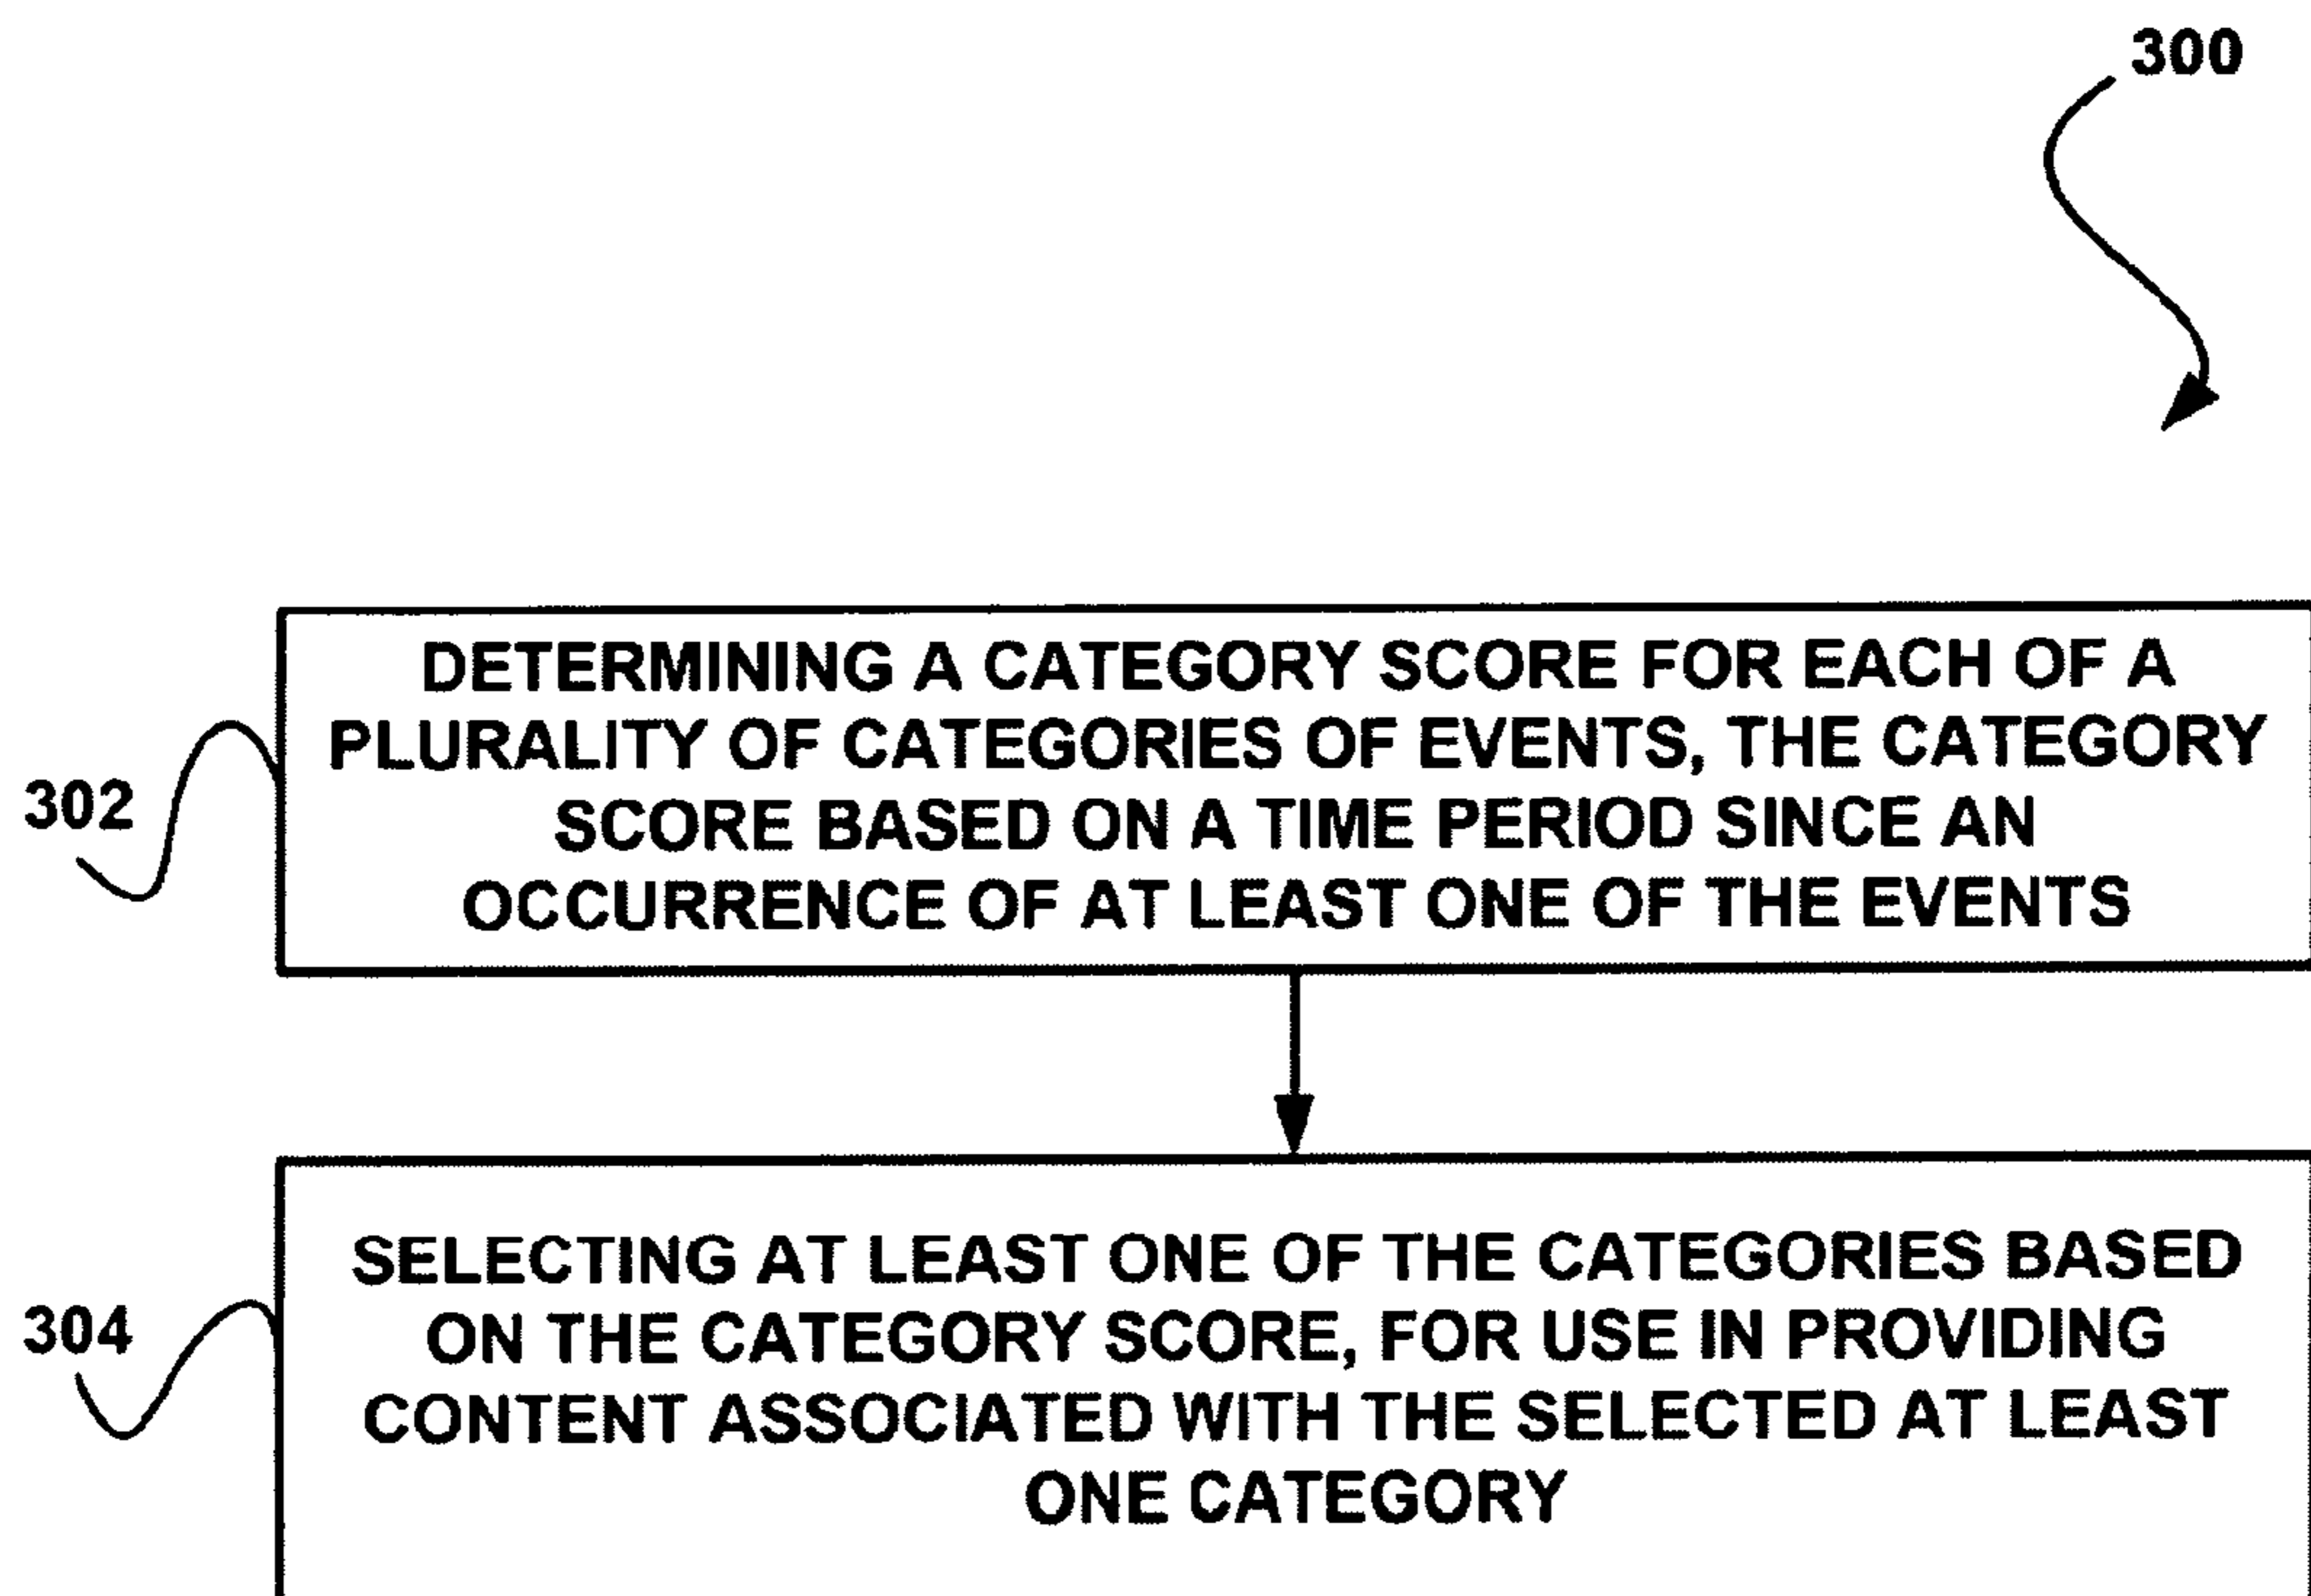 300
302
DETERMINING A CATEGORY SCORE FOR EACH OF A
PLURALITY OF CATEGORIES OF EVENTS, THE CATEGORY
SCORE BASED ON A TIME PERIOD SINCE AN
OCCURRENCE OF AT LEAST ONE OF THE EVENTS
304
SELECTING AT LEAST ONE OF THE CATEGORIES BASED
ON THE CATEGORY SCORE, FOR USE IN PROVIDING
CONTENT ASSOCIATED WITH THE SELECTED AT LEAST
ONE CATEGORY